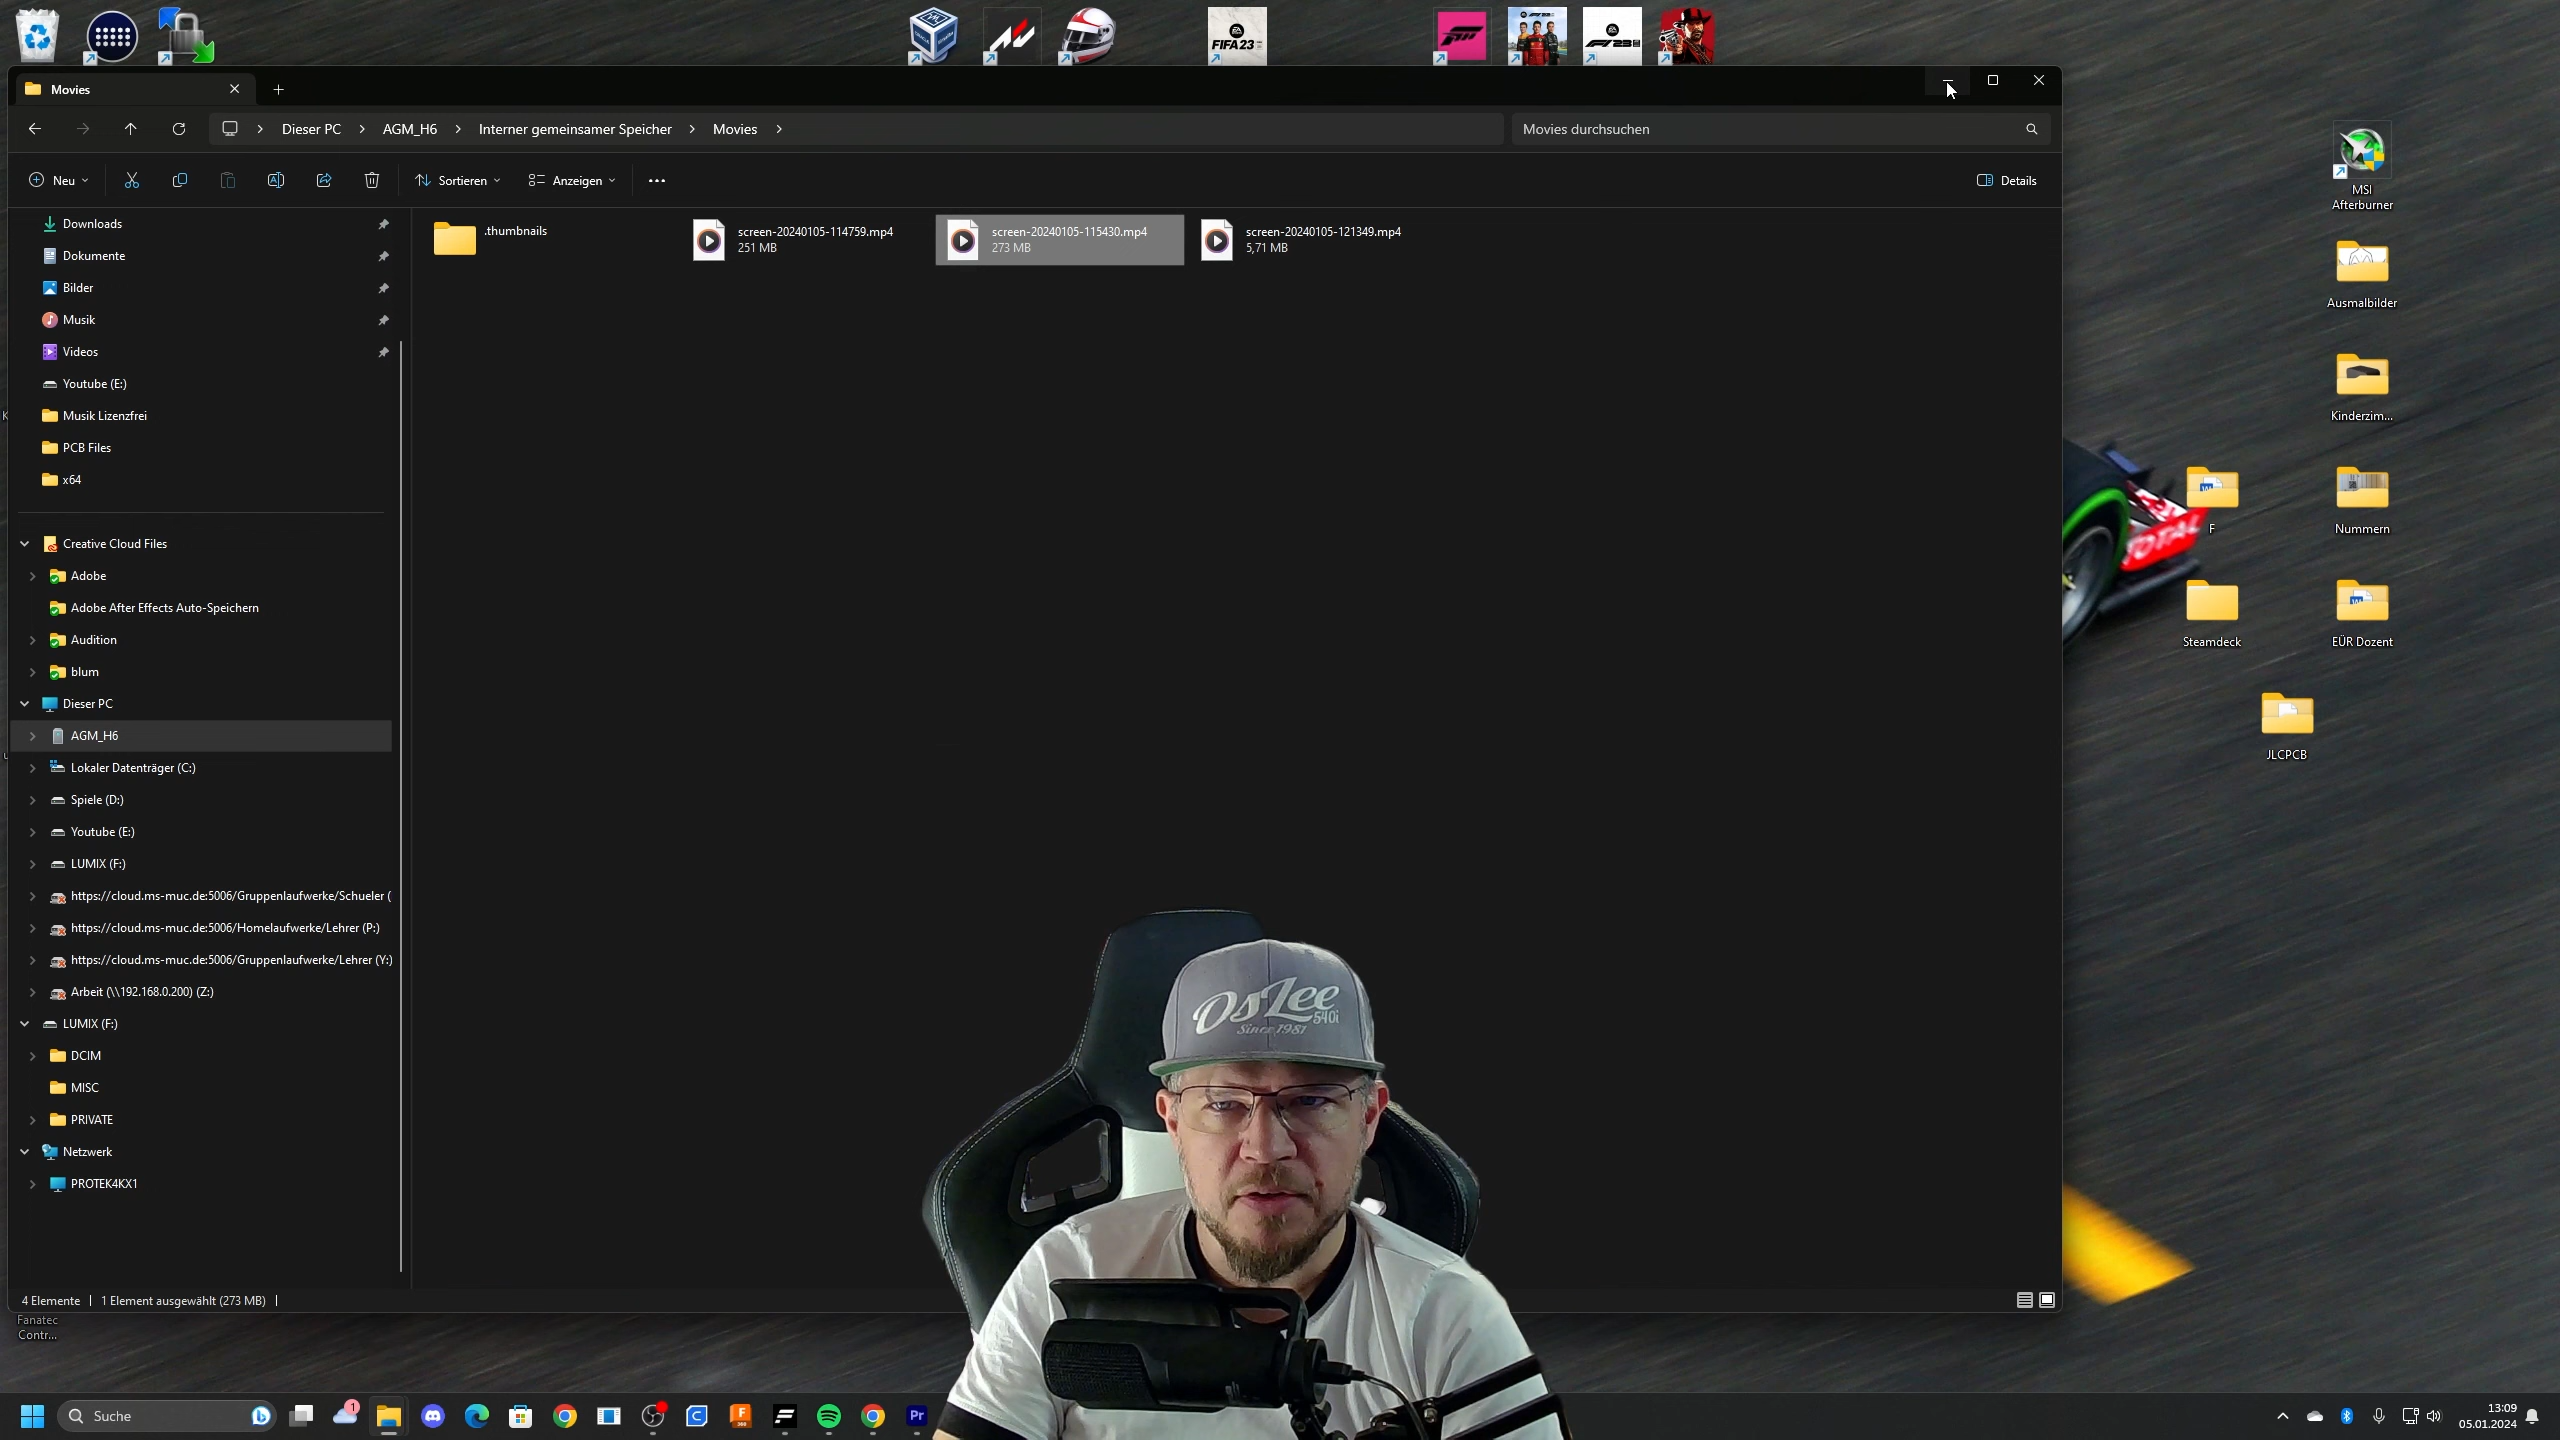 FIFA 23
Movies
Dieser PC
AGM_H6
Interner gemeinsamer Speicher
Movies
Movies durchsuchen
Neu
Sortieren
Anzeigen
Details
Downloads
Dokumente
Bilder
Musik
Videos
Youtube (E:)
Musik Lizenzfrei
PCB Files
x64
Creative Cloud Files
Adobe
Adobe After Effects Auto-Speichern
Audition
blum
Dieser PC
AGM_H6
Lokaler Datenträger (C:)
Spiele (D:)
Youtube (E:)
LUMIX (F:)
https://cloud.ms-muc.de:5006/Gruppenlaufwerke/Schueler (
https://cloud.ms-muc.de:5006/Homelaufwerke/Lehrer (P:)
https://cloud.ms-muc.de:5006/Gruppenlaufwerke/Lehrer (Y:)
Arbeit (\\192.168.0.200) (Z:)
LUMIX (F:)
DCIM
MISC
PRIVATE
Netzwerk
PROTEK4KX1
.thumbnails
screen-20240105-114759.mp4
251 MB
screen-20240105-115430.mp4
273 MB
screen-20240105-121349.mp4
5,71 MB
4 Elemente
1 Element ausgewählt (273 MB)
MSI
Afterburner
Ausmalbilder
Kinderzim...
F
Nummern
Steamdeck
EÜR Dozent
JLCPCB
TOTAL
OsLee
540i
Since 1981
Fanatec
Contr...
Suche
1
Pr
13:09
05.01.2024